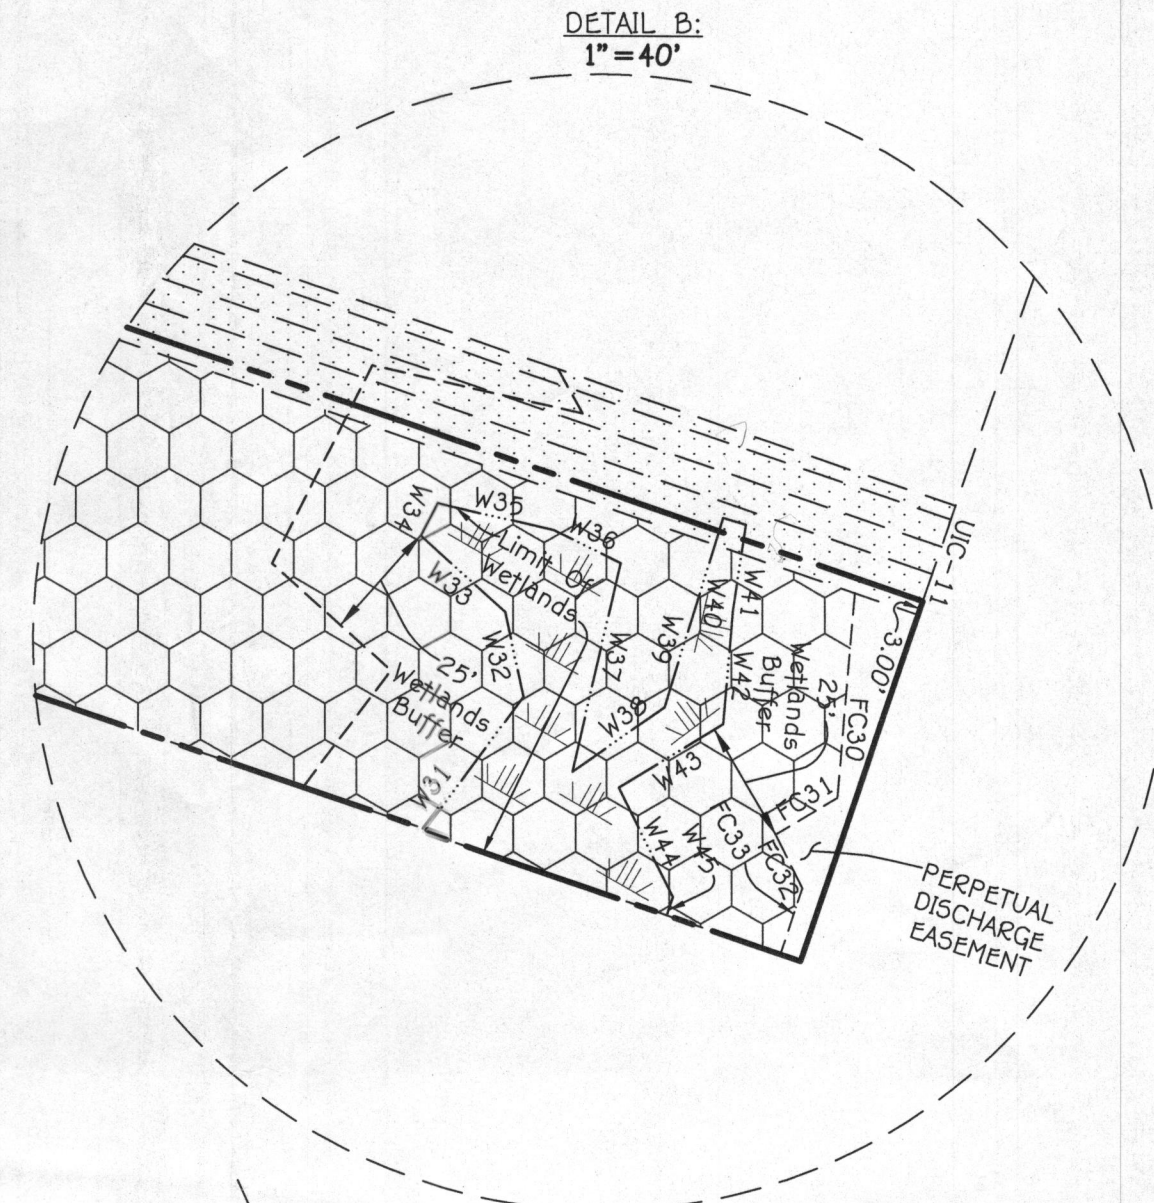 DETAIL B:
1"=40'
W34
W35
W36
Limit Of
Wetlands
W33
W32
W37
W39
W40
W41
W42
W38
25'
Wetlands
Buffer
W31
25'
Wetlands
Buffer
UIC-11
3.00'
FC30
FC31
W43
W44
W45
FC33
FC32
PERPETUAL
DISCHARGE
EASEMENT